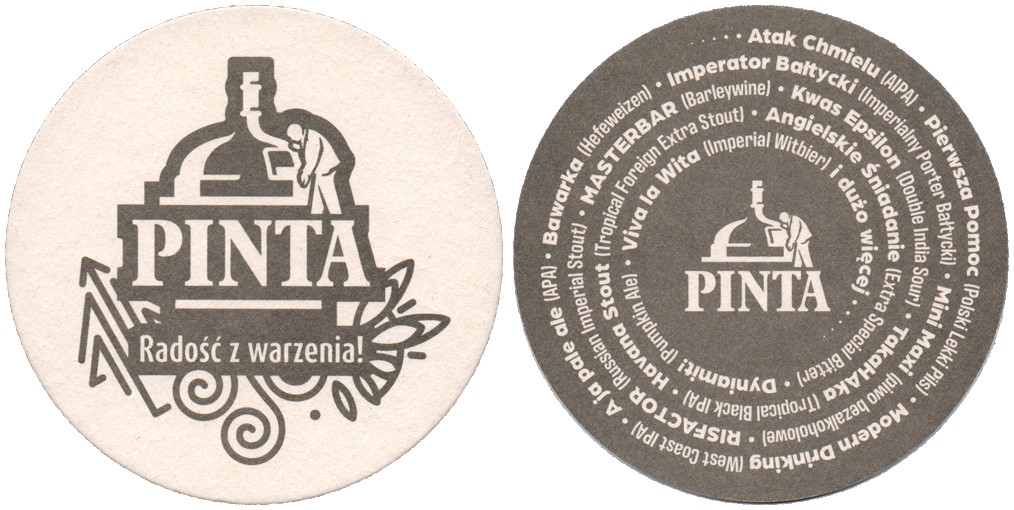 PINTA
Radość z warzenia!
..... • Atak Chmielu (AIPA) • Pierwsza Pomoc (Polski Lekki Pils) • Modern Drinking (West Coast IPA) • A ja pale ale (APA) • Bawarka (Hefeweizen) • Imperator Bałtycki (Imperialny Porter Bałtycki) • Mini Maxi (piwo bezalkoholowe) • RISFACTOR (Russian Imperial Stout) • MASTERBAR (Barleywine) • Kwas Epsilon (Double India Sour) • TakaHAKA (Tropical Black IPA) • Havana Stout (Tropical Foreign Extra Stout) • Angielskie Śniadanie (Extra Special Bitter) • Dyniamit! (Pumpkin Ale) • Viva la Wita (Imperial Witbier) i dużo więcej.....
PINTA